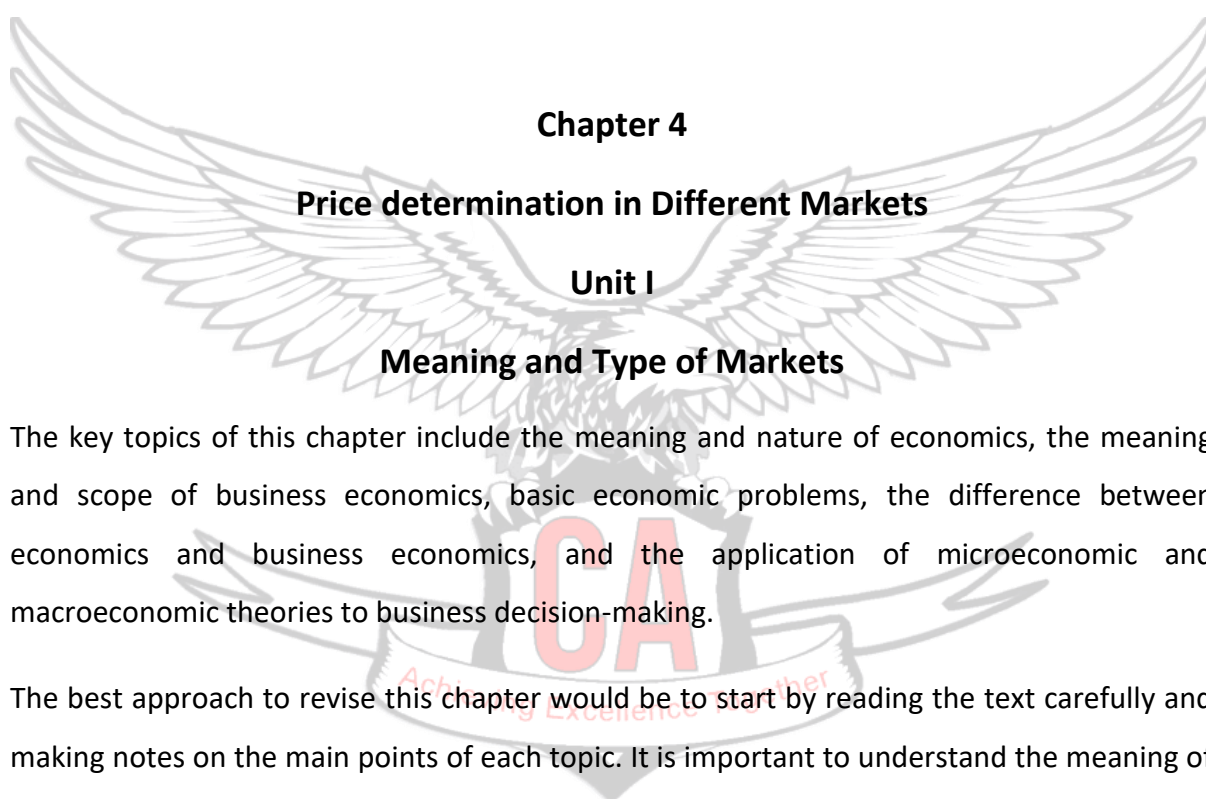 Chapter 4
Price determination in Different Markets
Unit I
Meaning and Type of Markets
The key topics of this chapter include the meaning and nature of economics, the meaning
and scope of business economics, basic economic problems, the difference between
economics and business economics, and the application of microeconomic and
macroeconomic theories to business decision-making.
CA
Achieving Excellence Together
The best approach to revise this chapter would be to start by reading the text carefully and
making notes on the main points of each topic. It is important to understand the meaning of